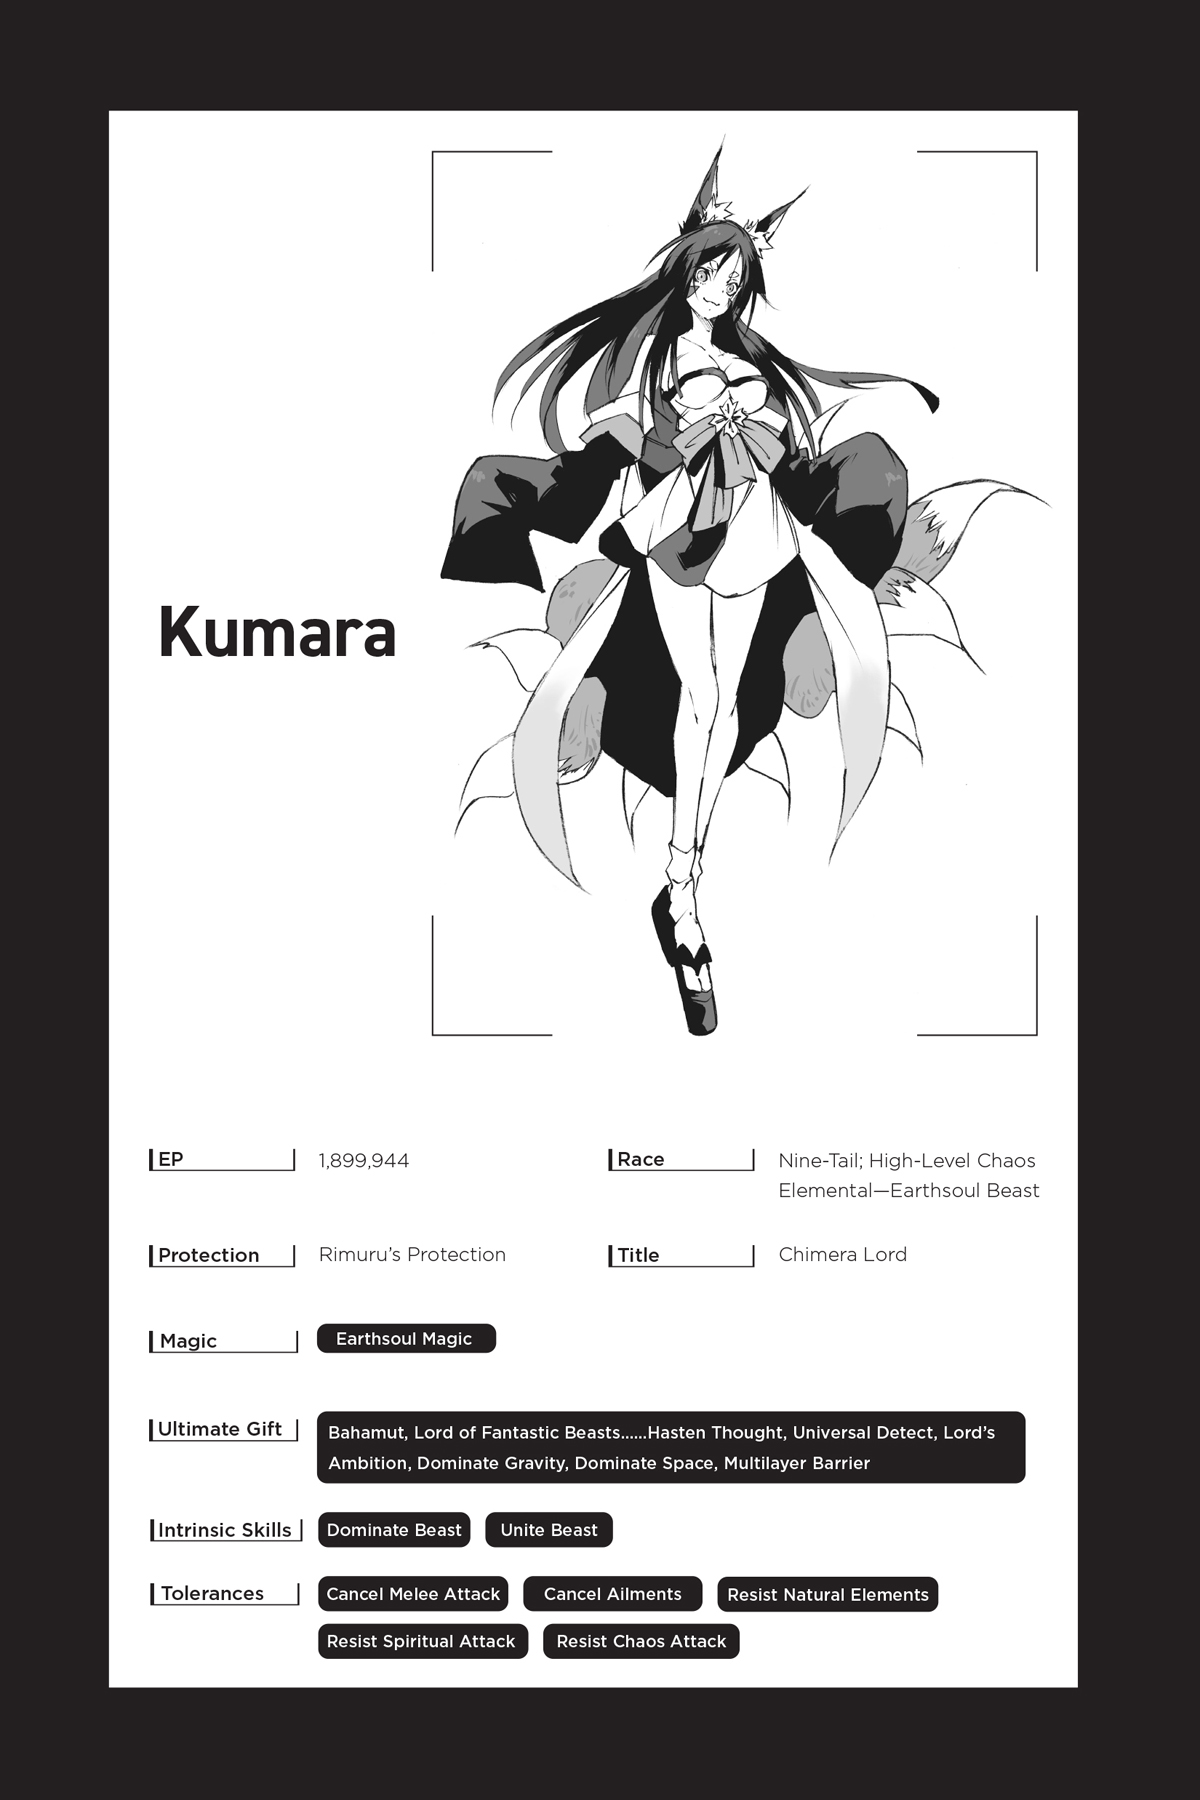 Kumara
EP
1,899,944
Race
Nine-Tail; High-Level Chaos
Elemental—Earthsoul Beast
Protection
Rimuru’s Protection
Title
Chimera Lord
Magic
Earthsoul Magic
Ultimate Gift
Bahamut, Lord of Fantastic Beasts......Hasten Thought, Universal Detect, Lord’s
Ambition, Dominate Gravity, Dominate Space, Multilayer Barrier
Intrinsic Skills
Dominate Beast
Unite Beast
Tolerances
Cancel Melee Attack
Cancel Ailments
Resist Natural Elements
Resist Spiritual Attack
Resist Chaos Attack